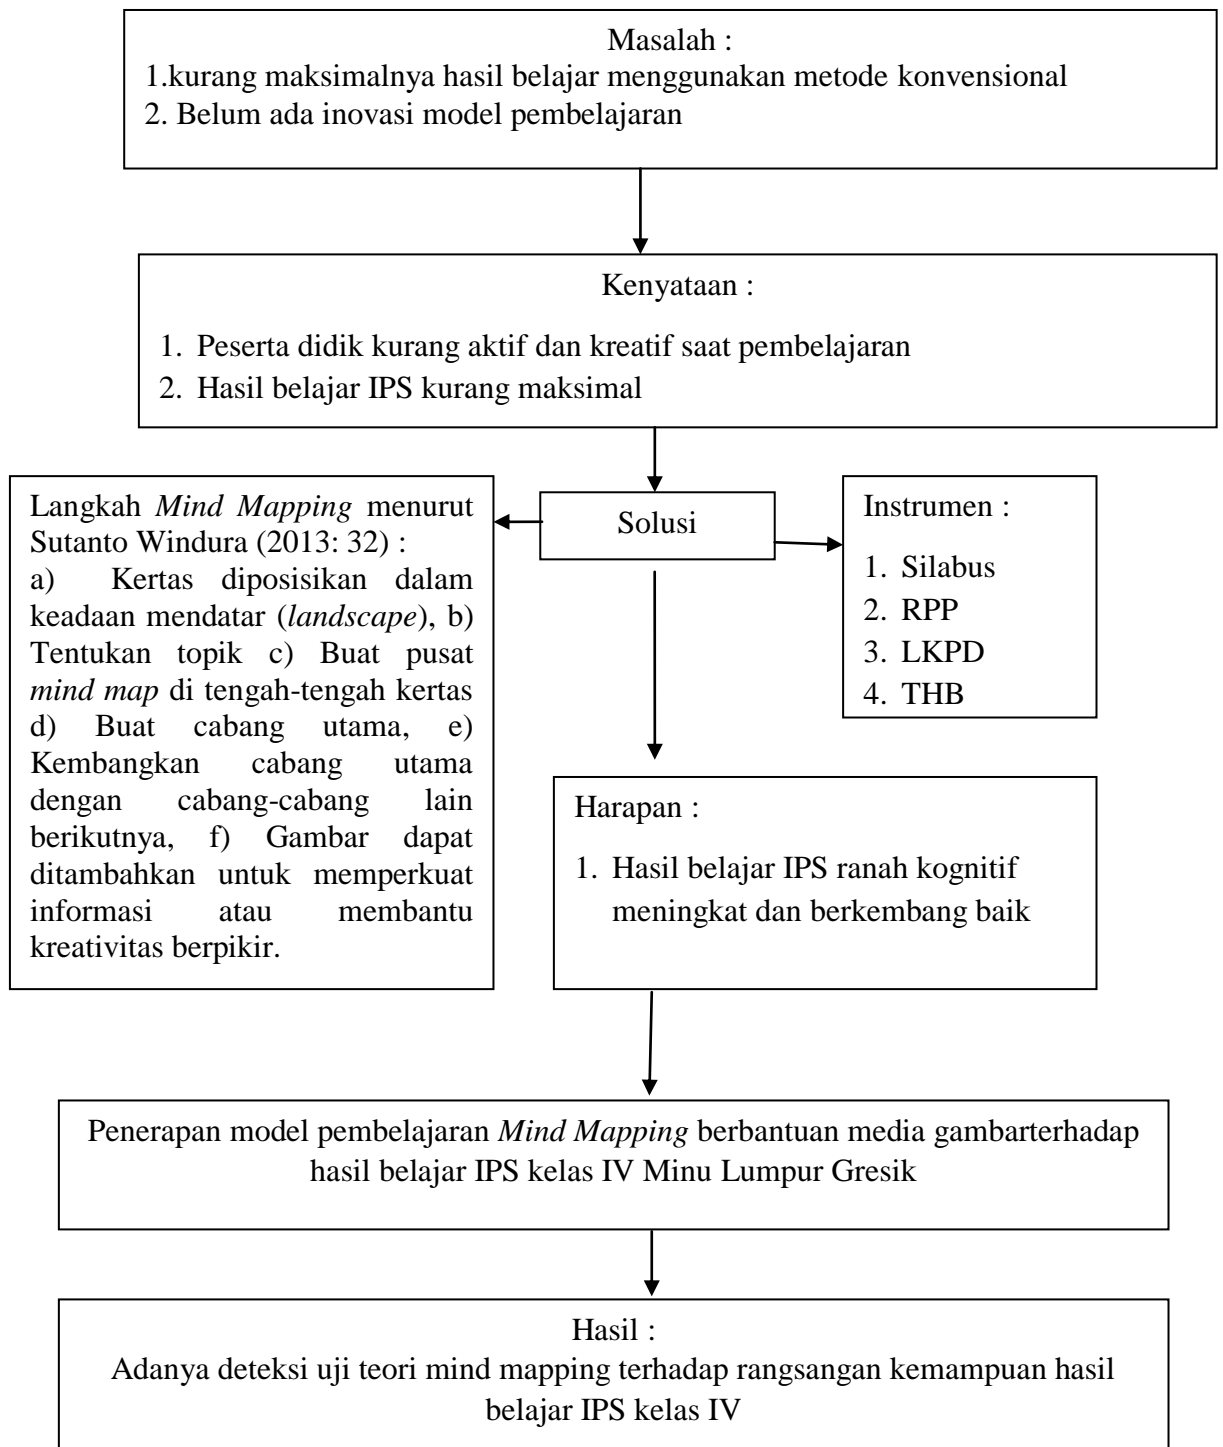 Masalah :
1.kurang maksimalnya hasil belajar menggunakan metode konvensional
2. Belum ada inovasi model pembelajaran
Kenyataan :
1. Peserta didik kurang aktif dan kreatif saat pembelajaran
2. Hasil belajar IPS kurang maksimal
Langkah Mind Mapping menurut
Sutanto Windura (2013: 32) :
a) Kertas diposisikan dalam
keadaan mendatar (landscape), b)
Tentukan topik c) Buat pusat
mind map di tengah-tengah kertas
d) Buat cabang utama, e)
Kembangkan cabang utama
dengan cabang-cabang lain
berikutnya, f) Gambar dapat
ditambahkan untuk memperkuat
informasi atau membantu
kreativitas berpikir.
Solusi
Instrumen :
1. Silabus
2. RPP
3. LKPD
4. THB
Harapan :
1. Hasil belajar IPS ranah kognitif
meningkat dan berkembang baik
Penerapan model pembelajaran Mind Mapping berbantuan media gambarterhadap
hasil belajar IPS kelas IV Minu Lumpur Gresik
Hasil :
Adanya deteksi uji teori mind mapping terhadap rangsangan kemampuan hasil
belajar IPS kelas IV